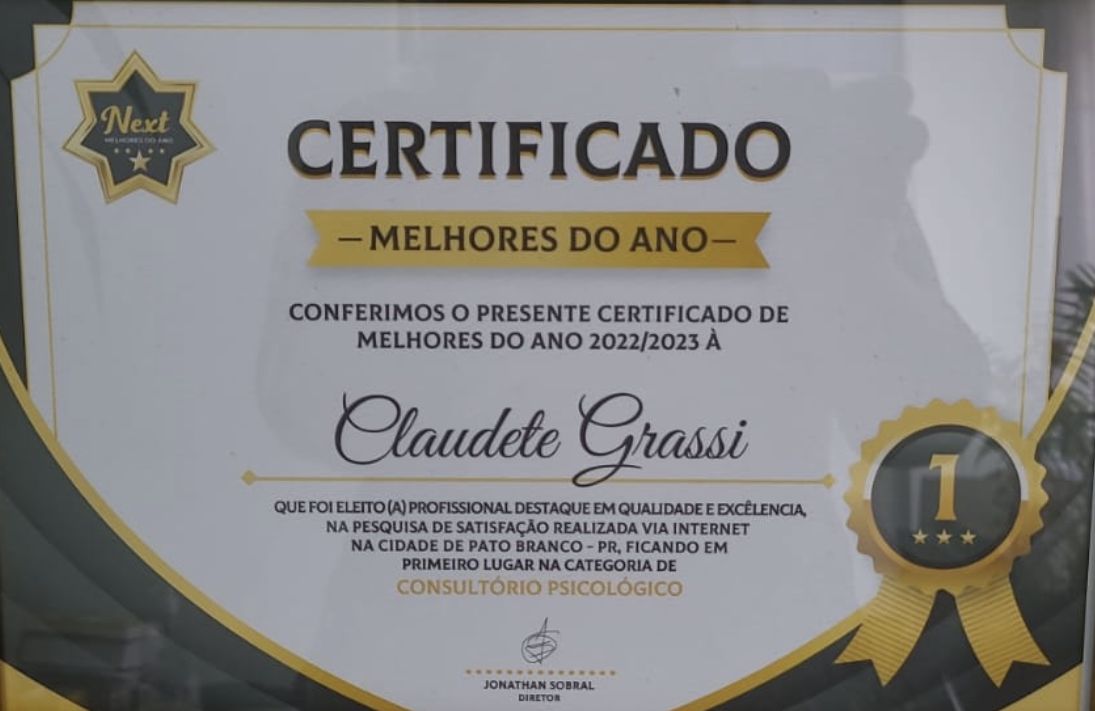 Next
MELHORES DO ANO
CERTIFICADO
—MELHORES DO ANO—
CONFERIMOS O PRESENTE CERTIFICADO DE
MELHORES DO ANO 2022/2023 À
Claudete Grassi
QUE FOI ELEITO (A) PROFISSIONAL DESTAQUE EM QUALIDADE E EXCÊLENCIA,
NA PESQUISA DE SATISFAÇÃO REALIZADA VIA INTERNET
NA CIDADE DE PATO BRANCO - PR, FICANDO EM
PRIMEIRO LUGAR NA CATEGORIA DE
CONSULTÓRIO PSICOLÓGICO
1
JONATHAN SOBRAL
DIRETOR